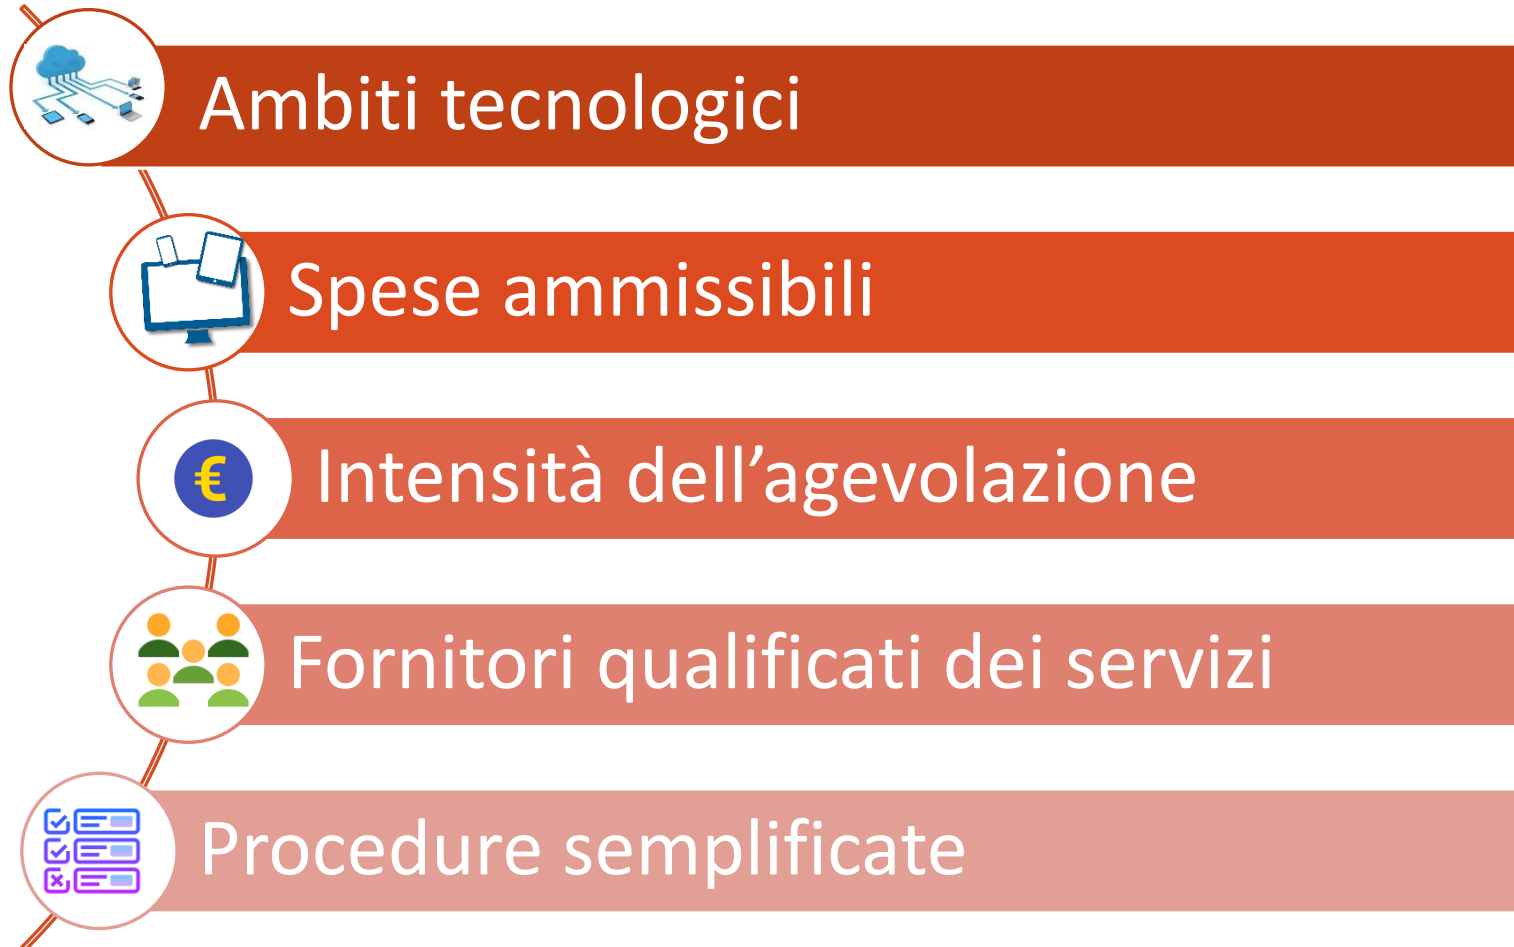 Ambiti tecnologici
Spese ammissibili
€
Intensità dell’agevolazione
Fornitori qualificati dei servizi
Procedure semplificate